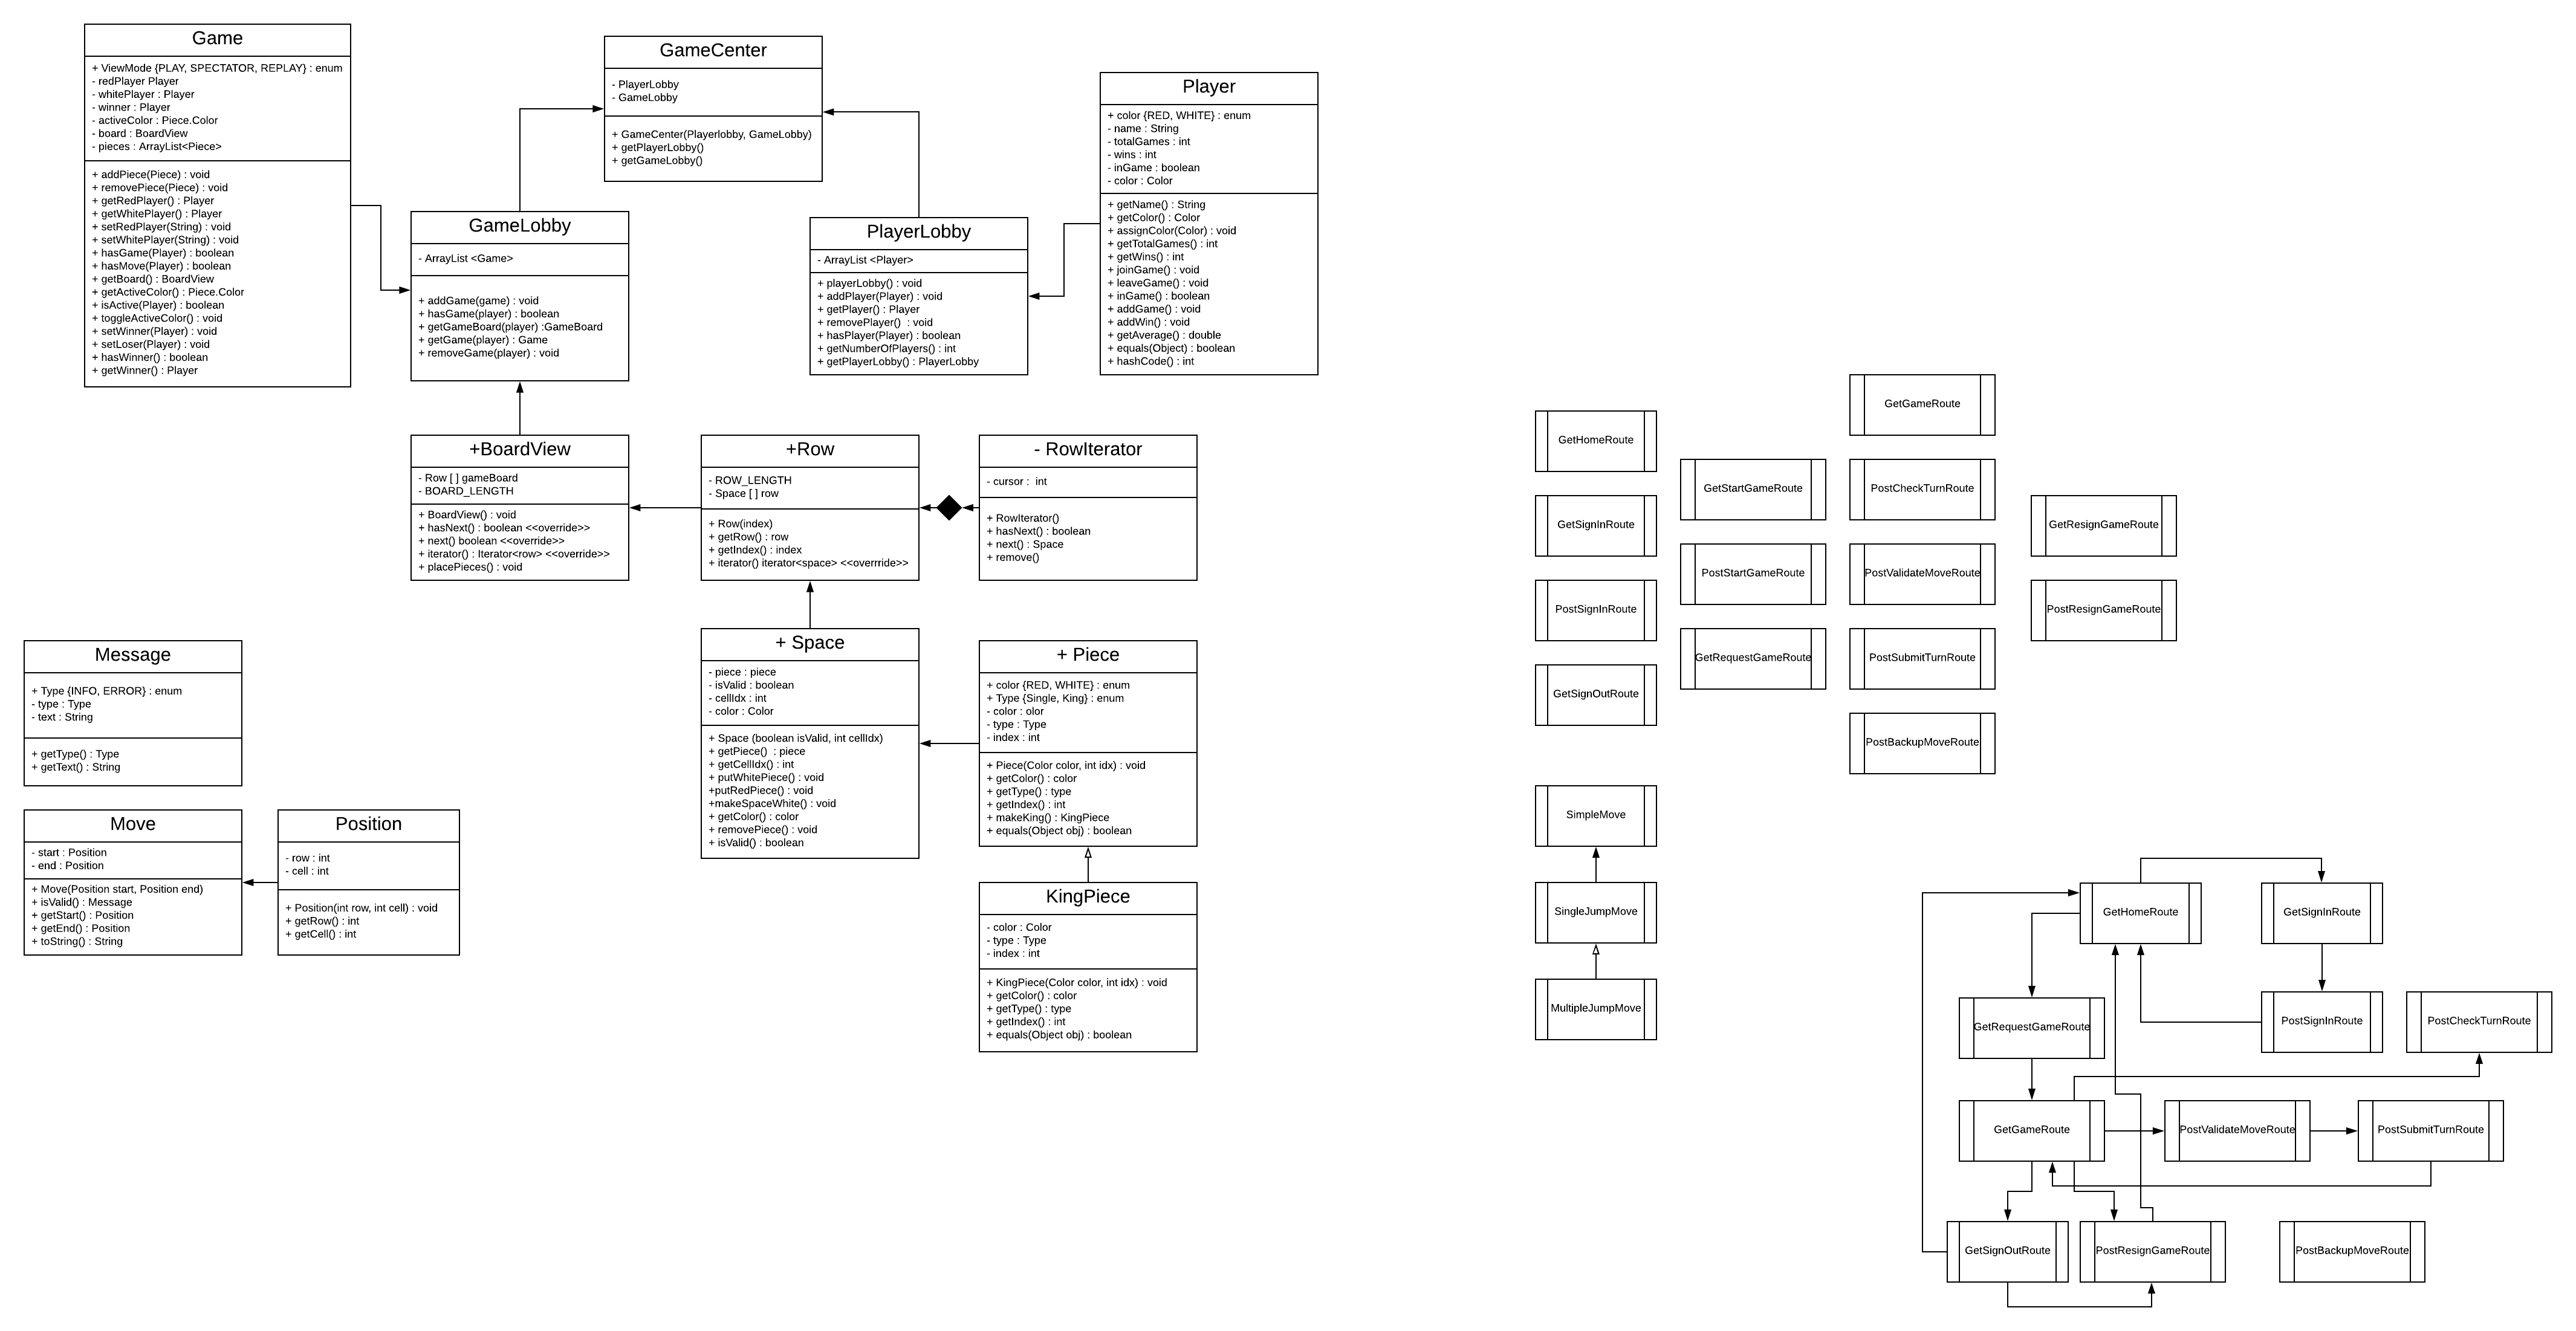 Game
+ ViewMode {PLAY, SPECTATOR, REPLAY} : enum
- redPlayer Player
- whitePlayer : Player
- winner : Player
- activeColor : Piece.Color
- board : BoardView
- pieces : ArrayList<Piece>
+ addPiece(Piece) : void
+ removePiece(Piece) : void
+ getRedPlayer() : Player
+ getWhitePlayer() : Player
+ setRedPlayer(String) : void
+ setWhitePlayer(String) : void
+ hasGame(Player) : boolean
+ hasMove(Player) : boolean
+ getBoard() : BoardView
+ getActiveColor() : Piece.Color
+ isActive(Player) : boolean
+ toggleActiveColor() : void
+ setWinner(Player) : void
+ setLoser(Player) : void
+ hasWinner() : boolean
+ getWinner() : Player
GameCenter
- PlayerLobby
- GameLobby
+ GameCenter(Playerlobby, GameLobby)
+ getPlayerLobby()
+ getGameLobby()
Player
+ color {RED, WHITE} : enum
- name : String
- totalGames : int
- wins : int
- inGame : boolean
- color : Color
+ getName() : String
+ getColor() : Color
+ assignColor(Color) : void
+ getTotalGames() : int
+ getWins() : int
+ joinGame() : void
+ leaveGame() : void
+ inGame() : boolean
+ addGame() : void
+ addWin() : void
+ getAverage() : double
+ equals(Object) : boolean
+ hashCode() : int
GameLobby
- ArrayList <Game>
+ addGame(game) : void
+ hasGame(player) : boolean
+ getGameBoard(player) :GameBoard
+ getGame(player) : Game
+ removeGame(player) : void
PlayerLobby
- ArrayList <Player>
+ playerLobby() : void
+ addPlayer(Player) : void
+ getPlayer() : Player
+ removePlayer() : void
+ hasPlayer(Player) : boolean
+ getNumberOfPlayers() : int
+ getPlayerLobby() : PlayerLobby
+BoardView
- Row [ ] gameBoard
- BOARD_LENGTH
+ BoardView() : void
+ hasNext() : boolean <<override>>
+ next() boolean <<override>>
+ iterator() : Iterator<row> <<override>>
+ placePieces() : void
+Row
- ROW_LENGTH
- Space [ ] row
+ Row(index)
+ getRow() : row
+ getIndex() : index
+ iterator() iterator<space> <<overrride>>
- RowIterator
- cursor : int
+ RowIterator()
+ hasNext() : boolean
+ next() : Space
+ remove()
+ Space
- piece : piece
- isValid : boolean
- cellIdx : int
- color : Color
+ Space (boolean isValid, int cellIdx)
+ getPiece() : piece
+ getCellIdx() : int
+ putWhitePiece() : void
+putRedPiece() : void
+makeSpaceWhite() : void
+ getColor() : color
+ removePiece() : void
+ isValid() : boolean
+ Piece
+ color {RED, WHITE} : enum
+ Type {Single, King} : enum
- color : olor
- type : Type
- index : int
+ Piece(Color color, int idx) : void
+ getColor() : color
+ getType() : type
+ getIndex() : int
+ makeKing() : KingPiece
+ equals(Object obj) : boolean
KingPiece
- color : Color
- type : Type
- index : int
+ KingPiece(Color color, int idx) : void
+ getColor() : color
+ getType() : type
+ getIndex() : int
+ equals(Object obj) : boolean
Message
+ Type {INFO, ERROR} : enum
- type : Type
- text : String
+ getType() : Type
+ getText() : String
Move
- start : Position
- end : Position
+ Move(Position start, Position end)
+ isValid() : Message
+ getStart() : Position
+ getEnd() : Position
+ toString() : String
Position
- row : int
- cell : int
+ Position(int row, int cell) : void
+ getRow() : int
+ getCell() : int
GetHomeRoute
GetSignInRoute
PostSignInRoute
GetSignOutRoute
GetStartGameRoute
PostStartGameRoute
GetRequestGameRoute
GetGameRoute
PostCheckTurnRoute
PostValidateMoveRoute
PostSubmitTurnRoute
PostBackupMoveRoute
GetResignGameRoute
PostResignGameRoute
SimpleMove
SingleJumpMove
MultipleJumpMove
GetHomeRoute
GetSignInRoute
GetRequestGameRoute
PostSignInRoute
PostCheckTurnRoute
GetGameRoute
PostValidateMoveRoute
PostSubmitTurnRoute
GetSignOutRoute
PostResignGameRoute
PostBackupMoveRoute